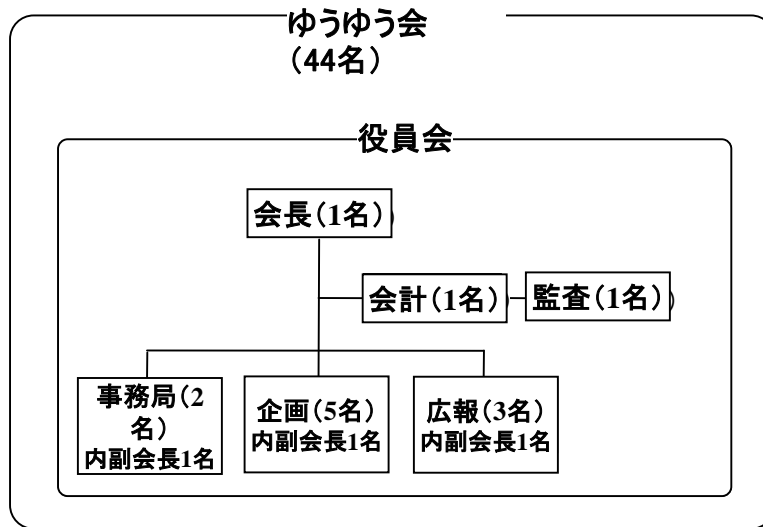 ゆうゆう会
（44名）
役員会
会長（1名）
会計（1名）
監査（1名）
事務局（2
名）
内副会長1名
企画（5名）
内副会長1名
広報（3名）
内副会長1名